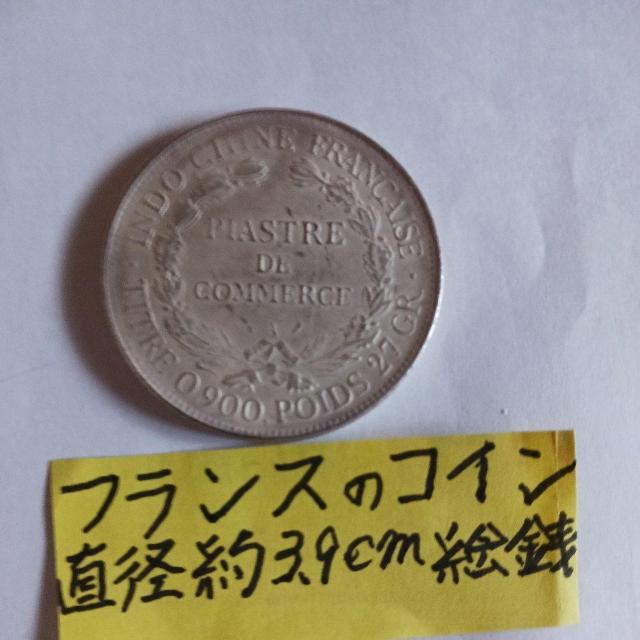 INDO-CHINE FRANÇAISE
PIASTRE
DE
COMMERCE
TITRE 0,900 POIDS 27 GR.
フランスのコイン
直径約3.9cm 絵銭